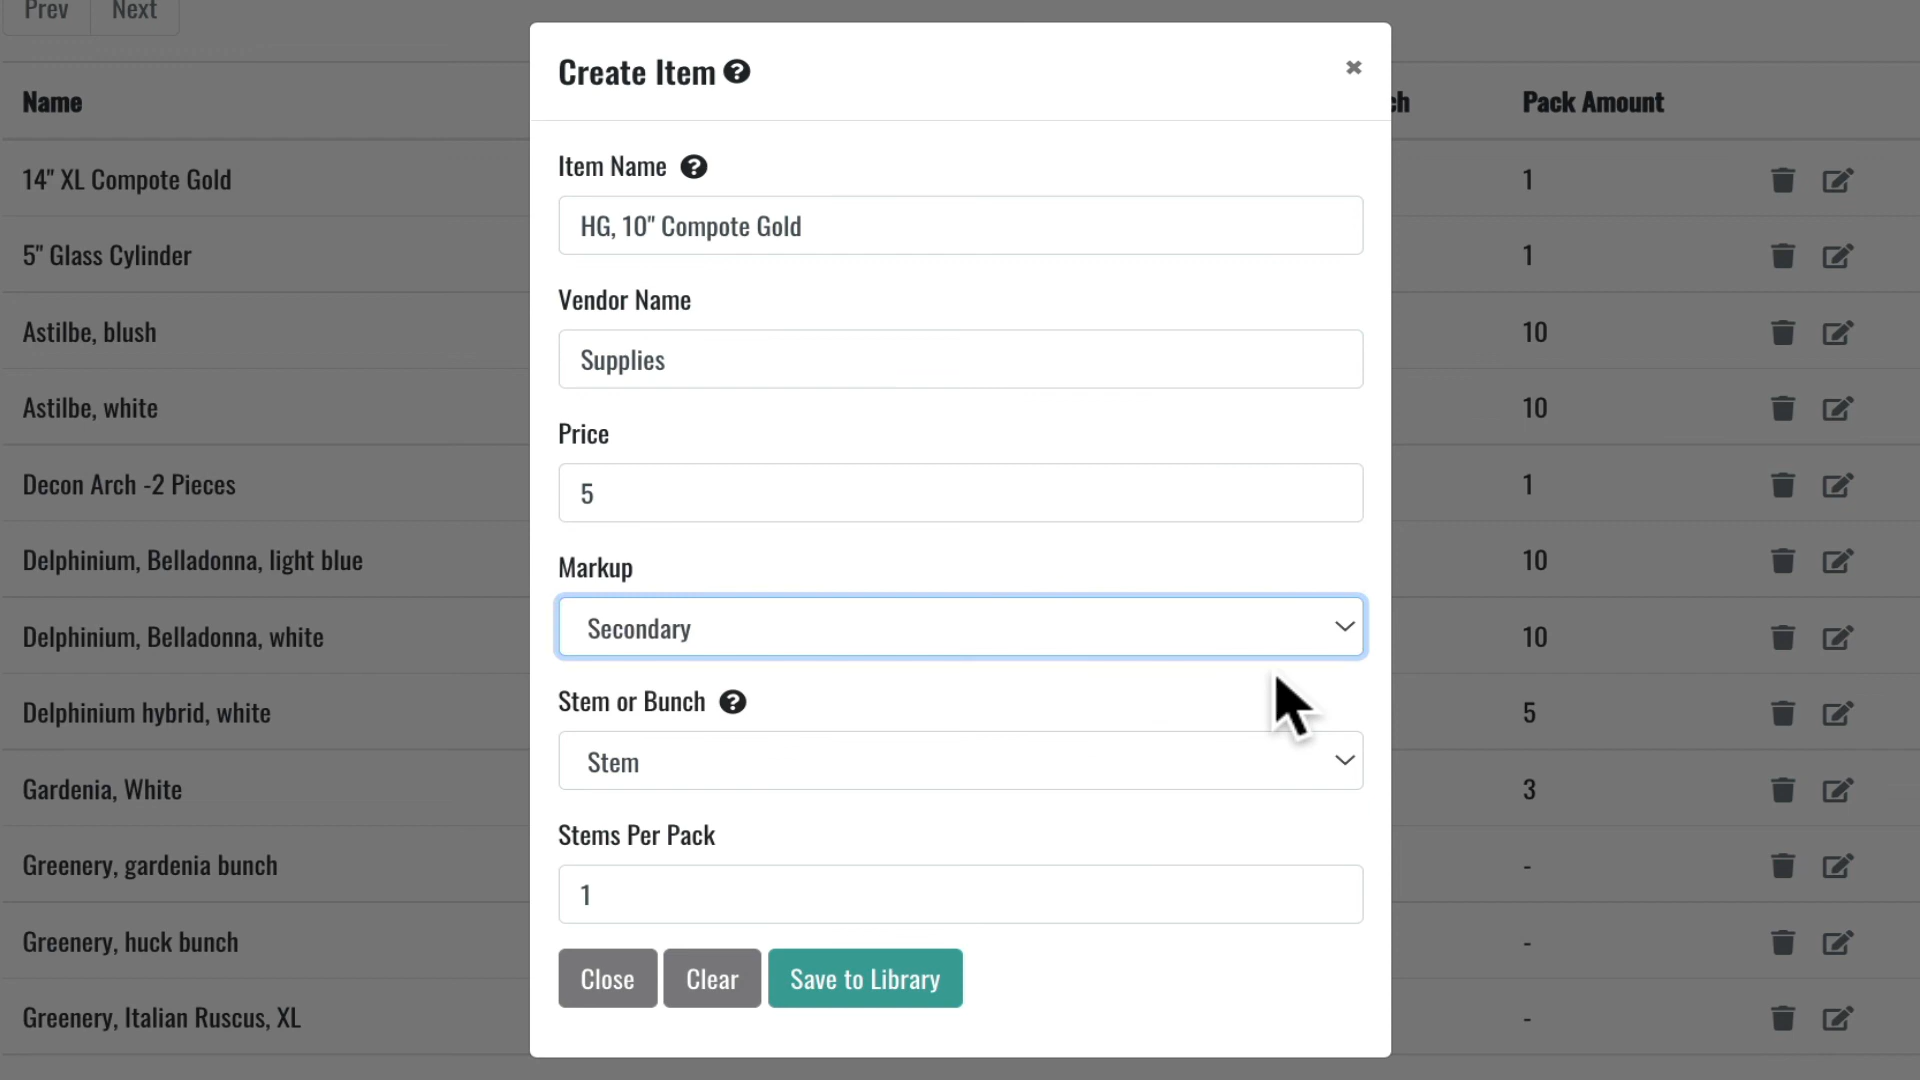 Prev Next
Create Item
Name
ch
Pack Amount
Item Name
HG, 10" Compote Gold
Vendor Name
Supplies
Price
5
Markup
Secondary
Stem or Bunch
Stem
Stems Per Pack
1
Close Clear Save to Library
14" XL Compote Gold 1
5" Glass Cylinder 1
Astilbe, blush 10
Astilbe, white 10
Decon Arch -2 Pieces 1
Delphinium, Belladonna, light blue 10
Delphinium, Belladonna, white 10
Delphinium hybrid, white 5
Gardenia, White 3
Greenery, gardenia bunch -
Greenery, huck bunch -
Greenery, Italian Ruscus, XL -